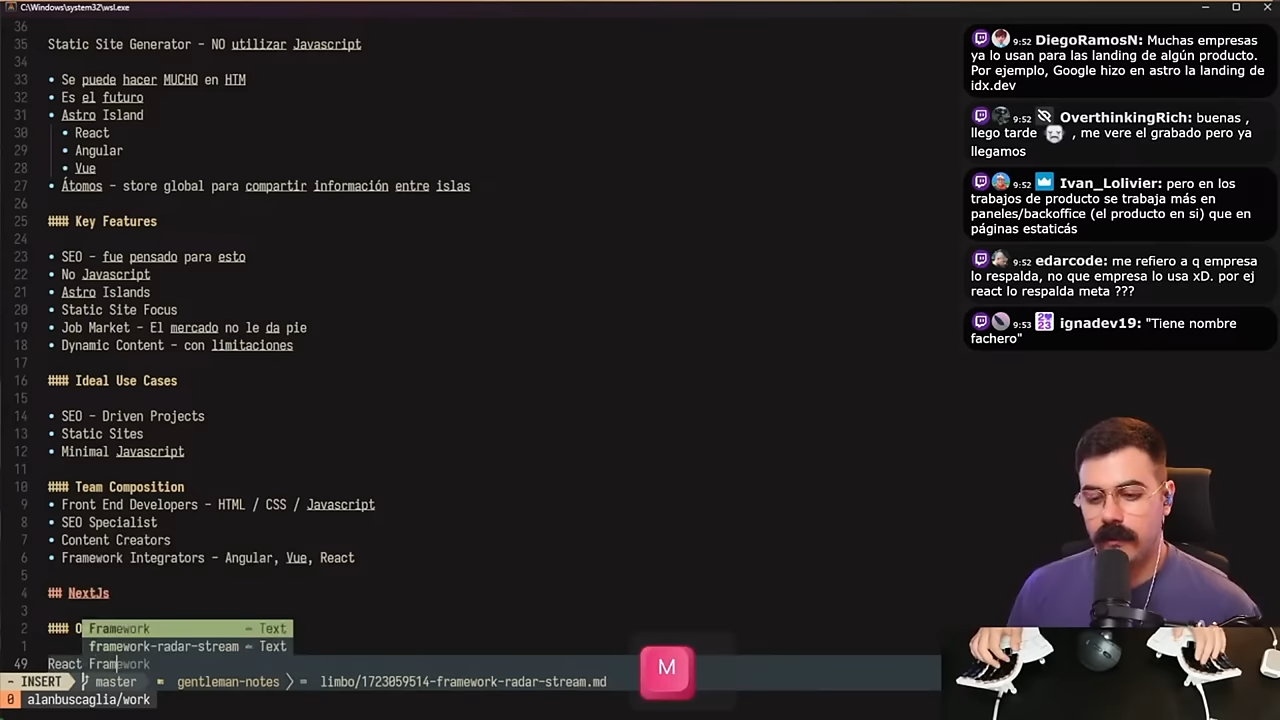 C:\Windows\system32\wsl.exe
36
35 Static Site Generator - NO utilizar Javascript
34
33 • Se puede hacer MUCHO en HTM
32 • Es el futuro
31 • Astro Island
30 • React
29 • Angular
28 • Vue
27 • Átomos - store global para compartir información entre islas
26
25 #### Key Features
24
23 • SEO - fue pensado para esto
22 • No Javascript
21 • Astro Islands
20 • Static Site Focus
19 • Job Market - El mercado no le da pie
18 • Dynamic Content - con limitaciones
17
16 #### Ideal Use Cases
15
14 • SEO - Driven Projects
13 • Static Sites
12 • Minimal Javascript
11
10 #### Team Composition
9 • Front End Developers - HTML / CSS / Javascript
8 • SEO Specialist
7 • Content Creators
6 • Framework Integrators - Angular, Vue, React
5
4 ### NextJs
3
2 #### O
Framework = Text
1 framework-radar-stream = Text
49 React Framework
- INSERT master gentleman-notes limbo/1723059514-framework-radar-stream.md
0 alanbuscaglia/work
9:52 DiegoRamosN: Muchas empresas
ya lo usan para las landing de algún producto.
Por ejemplo, Google hizo en astro la landing de
idx.dev
9:52 OverthinkingRich: buenas ,
llego tarde , me vere el grabado pero ya
llegamos
9:52 Ivan_Lolivier: pero en los
trabajos de producto se trabaja más en
paneles/backoffice (el producto en si) que en
páginas estaticás
9:52 edarcode: me refiero a q empresa
lo respalda, no que empresa lo usa xD. por ej
react lo respalda meta ???
9:53 ignadev19: "Tiene nombre
fachero"
M